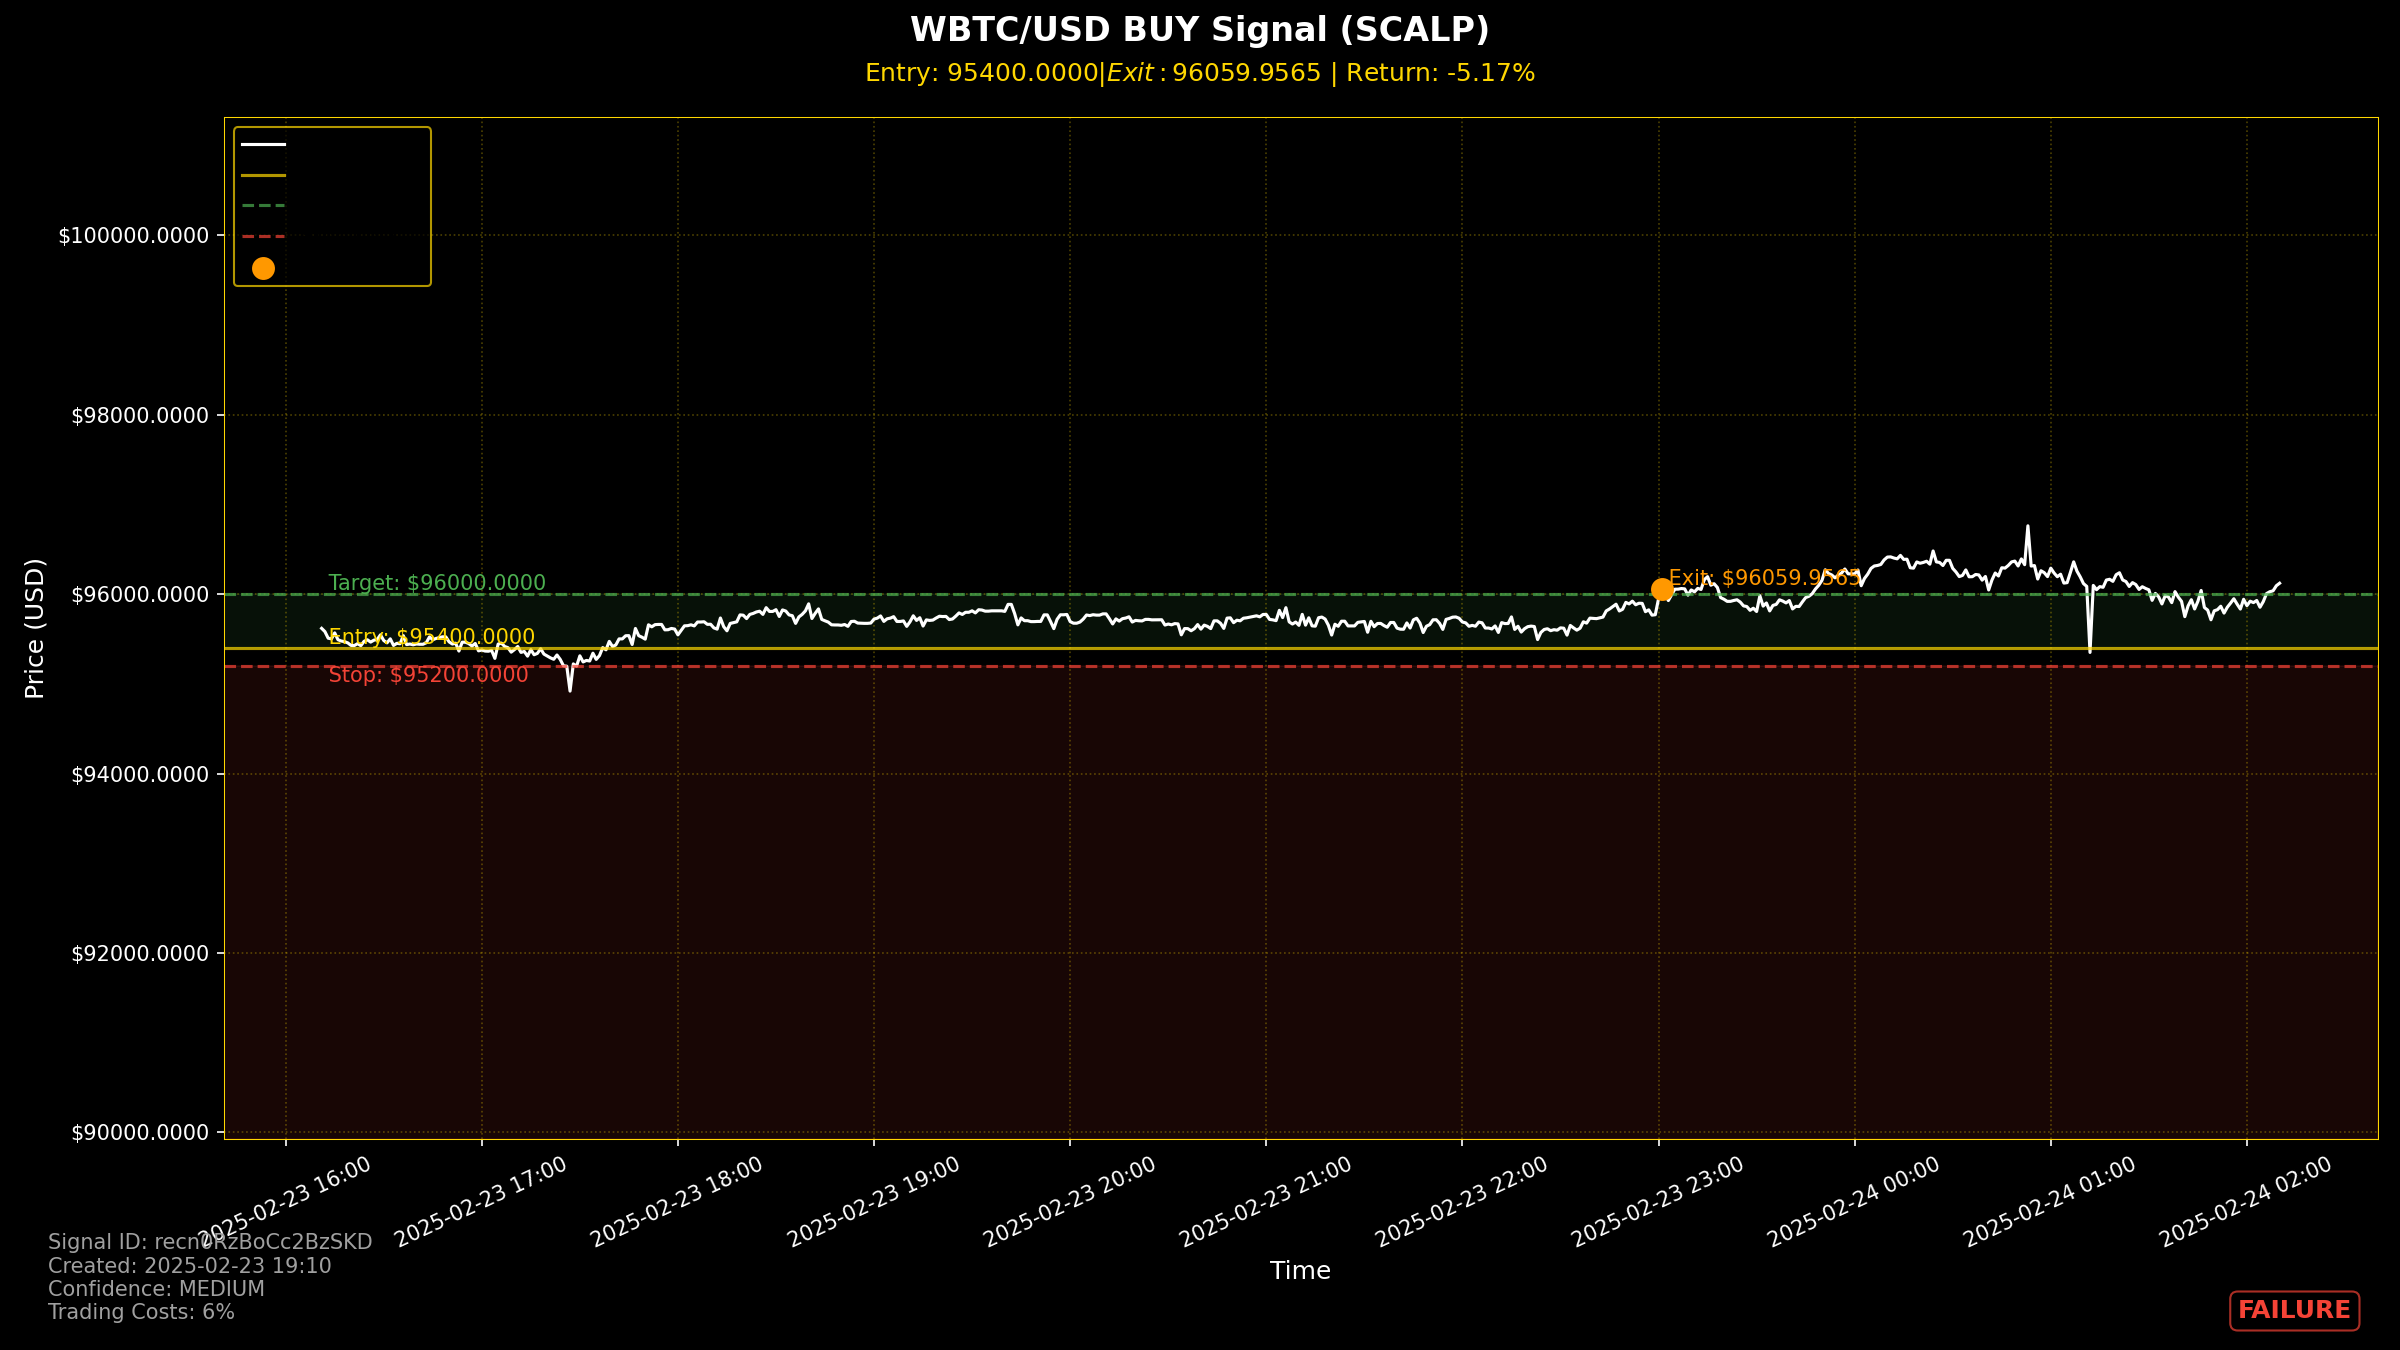 WBTC/USD BUY Signal (SCALP)
Entry: 95400.0000|Exit : 96059.9565 | Return: -5.17%
$100000.0000
$98000.0000
$96000.0000
$94000.0000
$92000.0000
$90000.0000
Price (USD)
Target: $96000.0000
Entry: $95400.0000
Stop: $95200.0000
Exit: $96059.9565
2025-02-23 16:00
2025-02-23 17:00
2025-02-23 18:00
2025-02-23 19:00
2025-02-23 20:00
2025-02-23 21:00
2025-02-23 22:00
2025-02-23 23:00
2025-02-24 00:00
2025-02-24 01:00
2025-02-24 02:00
Time
Signal ID: recn0RzBoCc2BzSKD
Created: 2025-02-23 19:10
Confidence: MEDIUM
Trading Costs: 6%
FAILURE